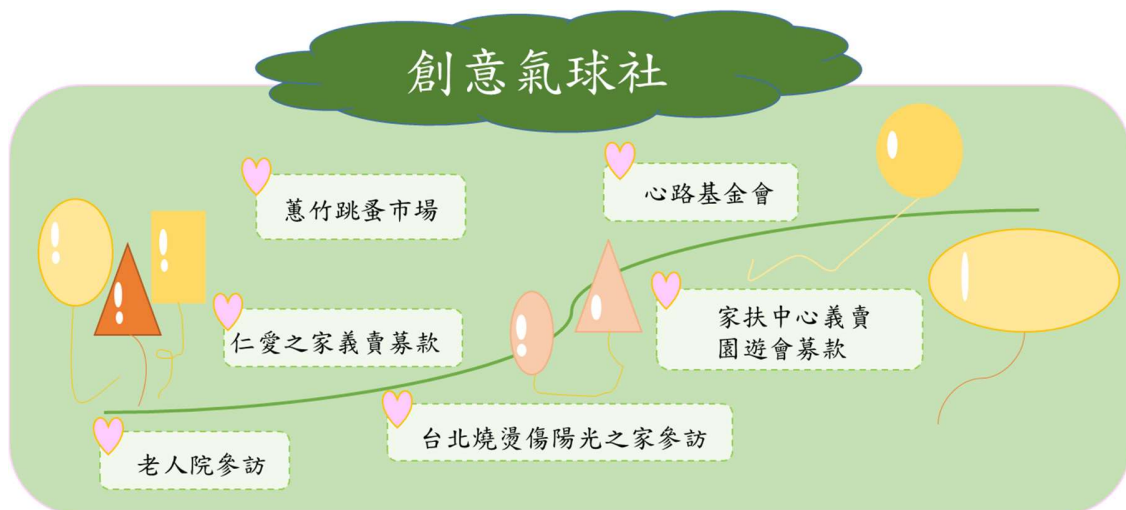 創意氣球社
蕙竹跳蚤市場
心路基金會
仁愛之家義賣募款
家扶中心義賣
園遊會募款
老人院參訪
台北燒燙傷陽光之家參訪